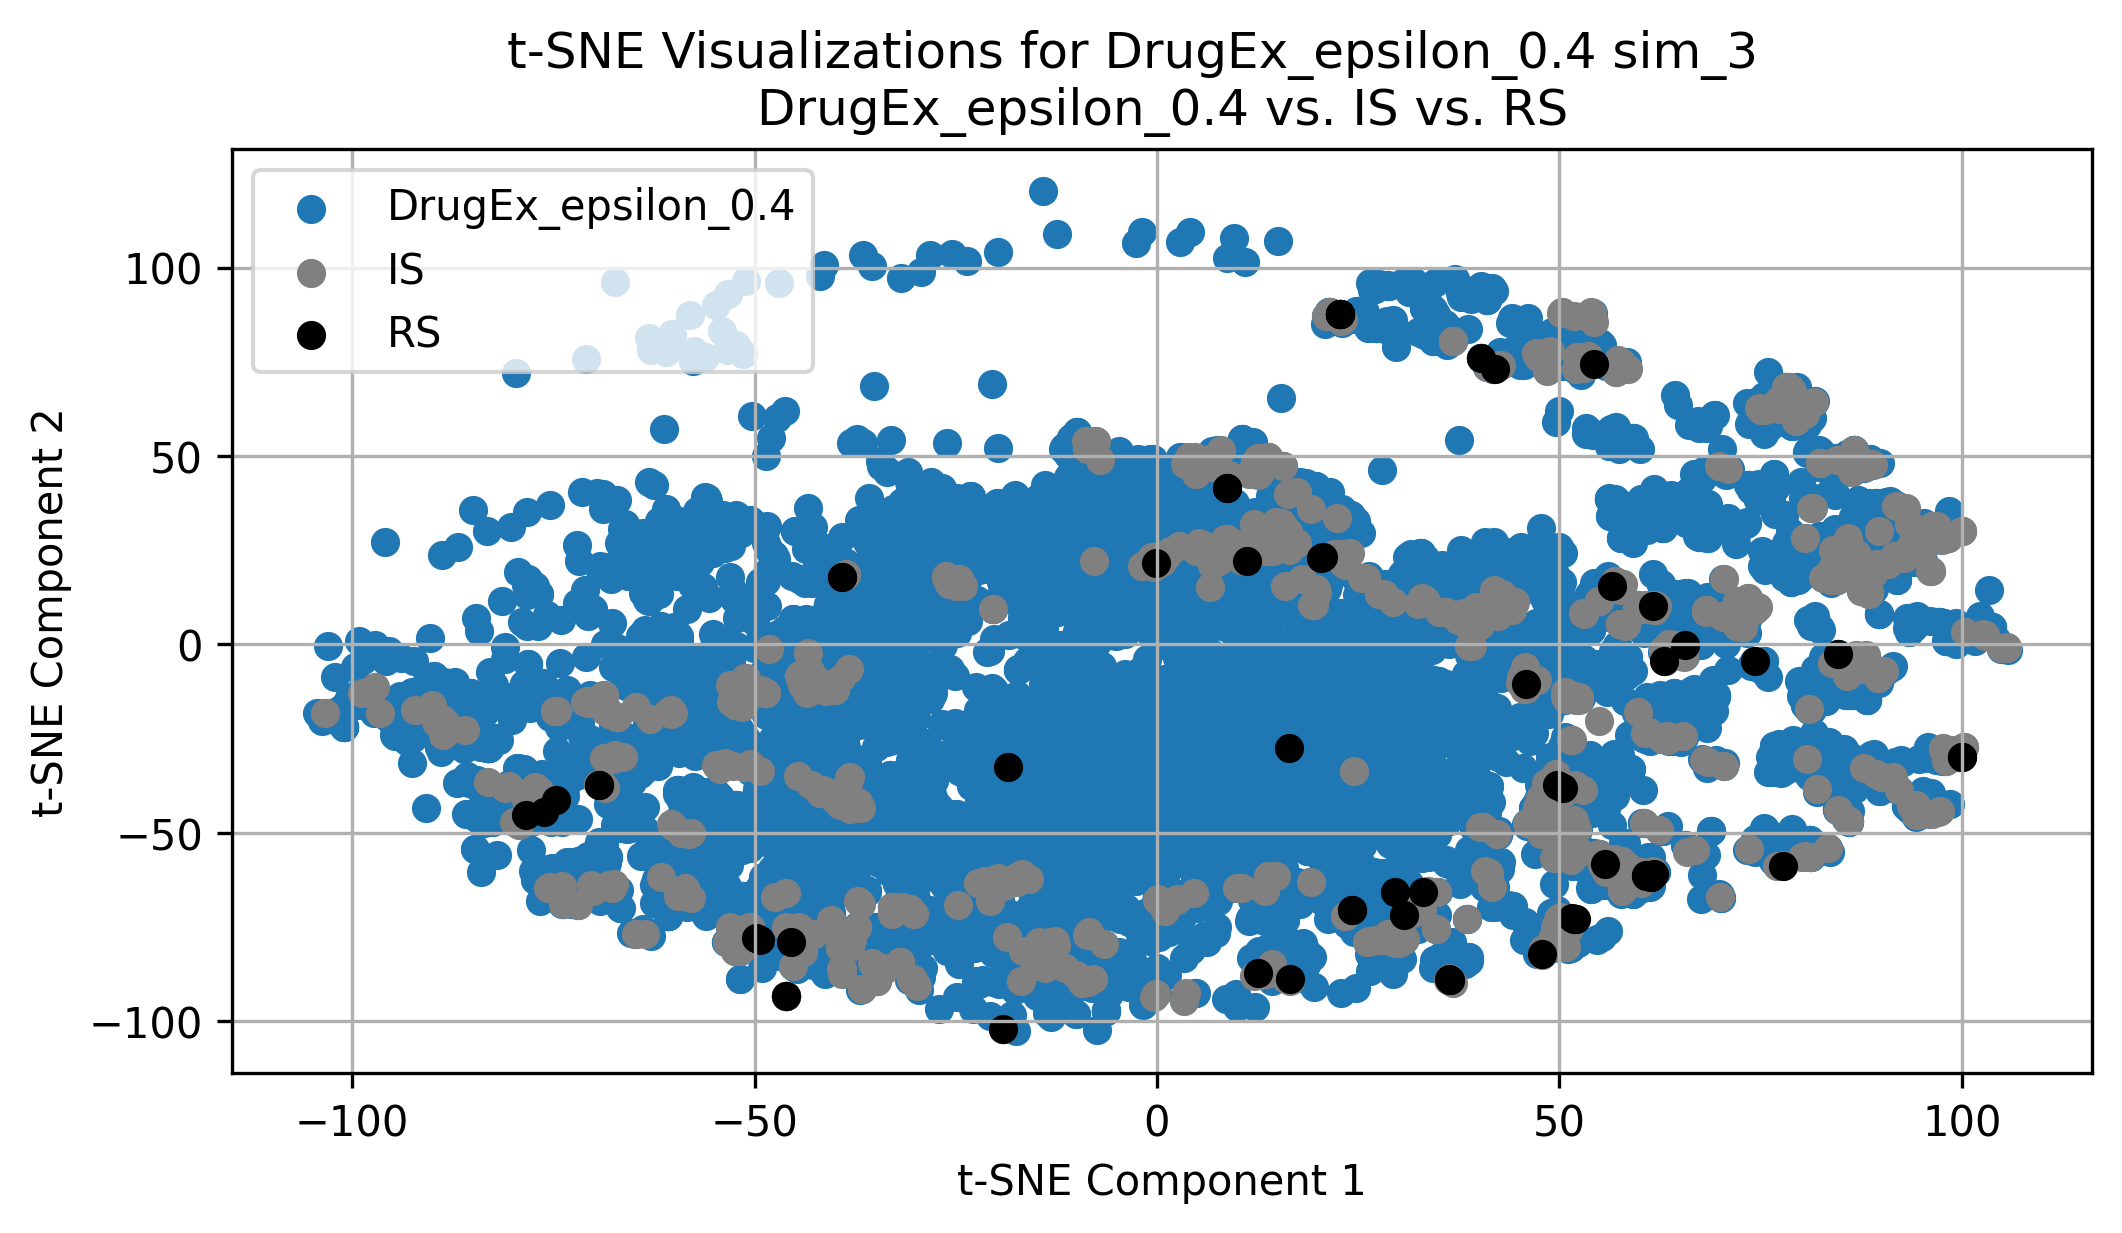 t-SNE Visualizations for DrugEx_epsilon_0.4 sim_3
DrugEx_epsilon_0.4 vs. IS vs. RS
DrugEx_epsilon_0.4
IS
RS
t-SNE Component 2
100
50
0
−50
−100
−100
−50
0
50
100
t-SNE Component 1